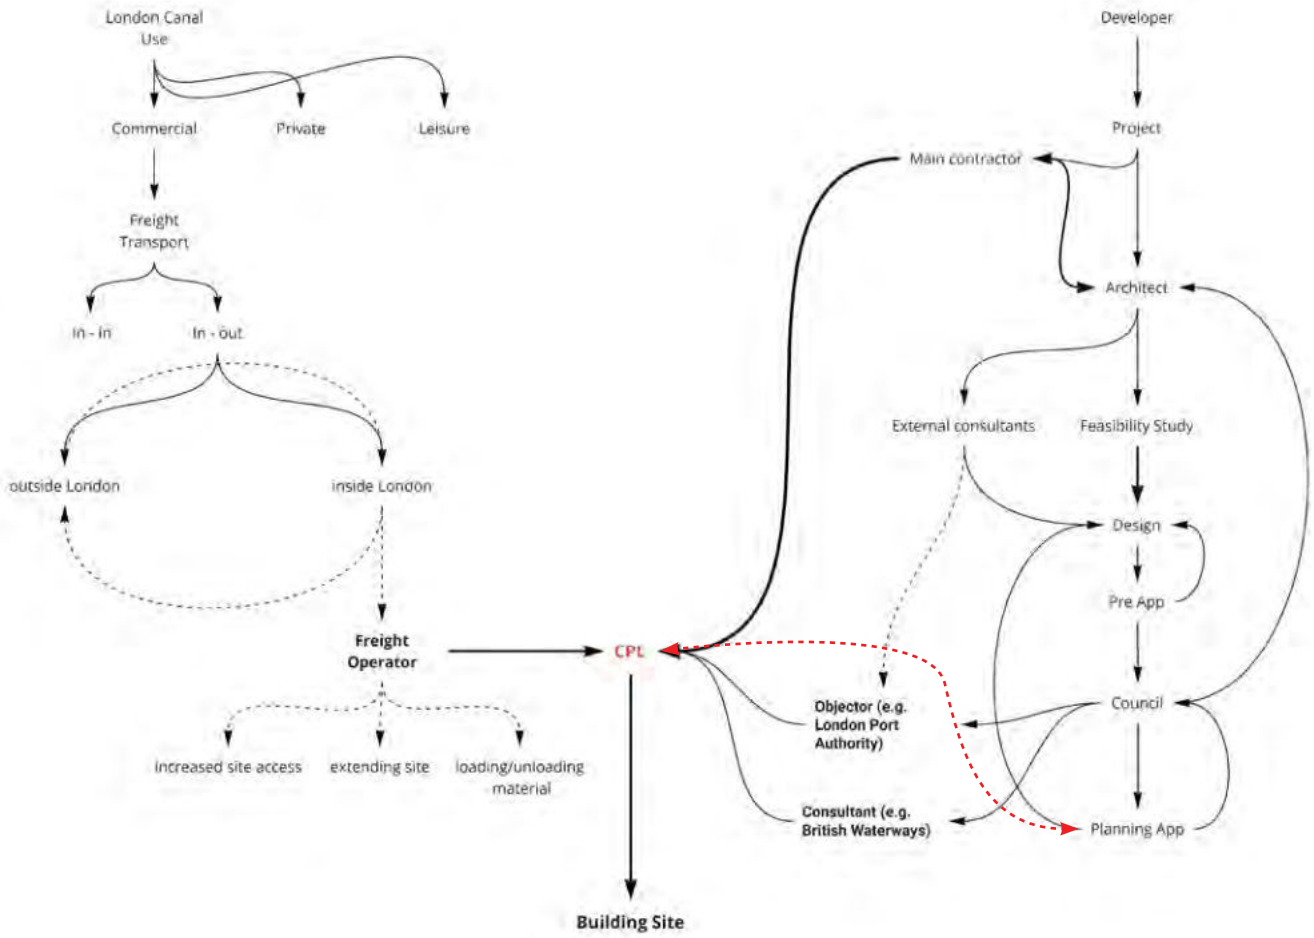 London Canal
Use
Commercial
Private
Leisure
Freight
Transport
In - in
In - out
outside London
inside London
Freight
Operator
increased site access
extending site
loading/unloading
material
CPL
Building Site
Developer
Project
Main contractor
Architect
External consultants
Feasibility Study
Design
Pre App
Council
Objector (e.g.
London Port
Authority)
Consultant (e.g.
British Waterways)
Planning App